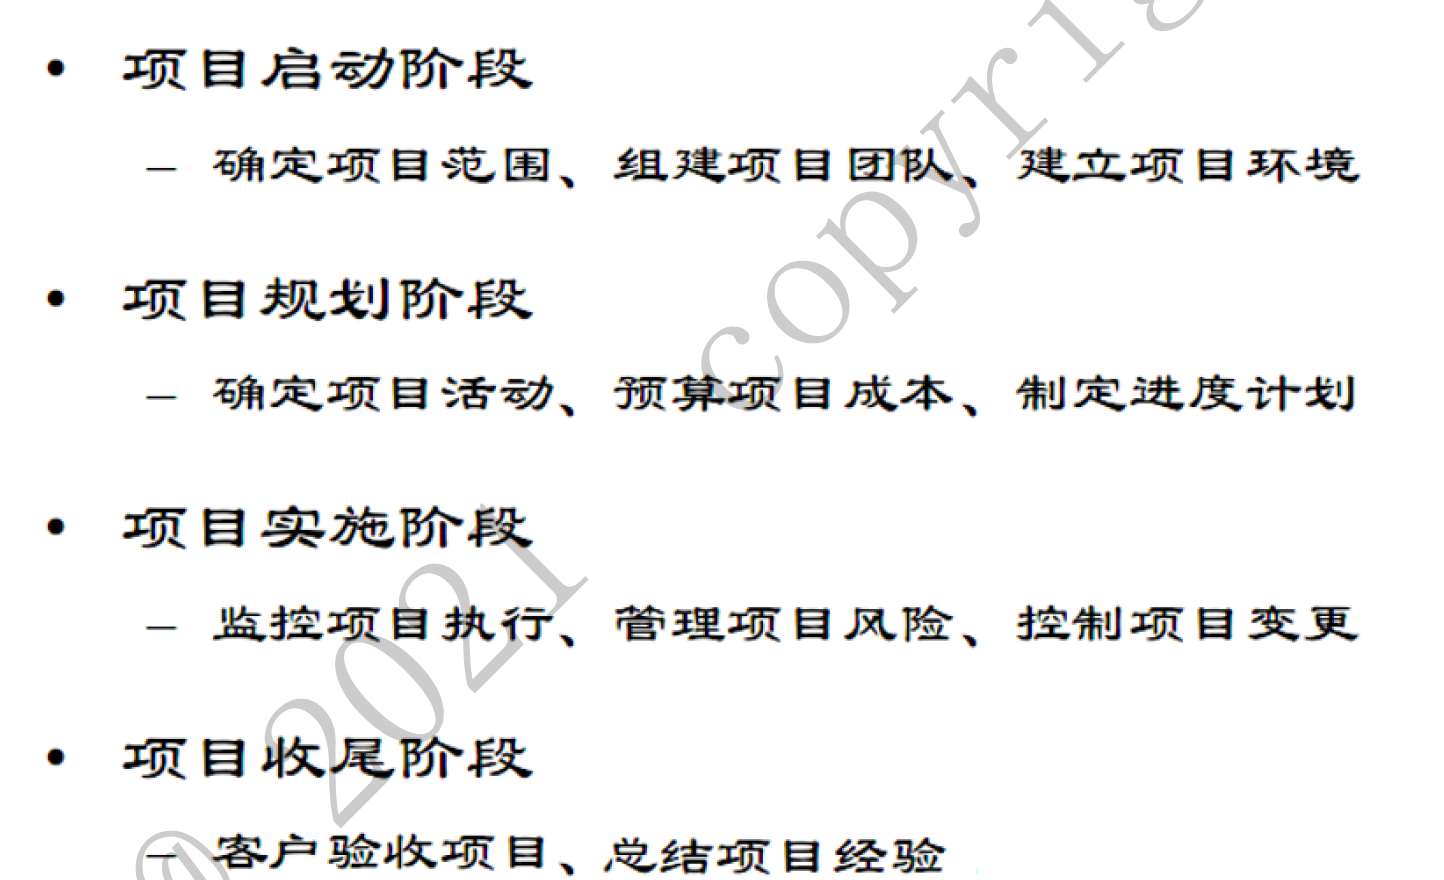 • 项目启动阶段
– 确定项目范围、组建项目团队、建立项目环境
• 项目规划阶段
– 确定项目活动、预算项目成本、制定进度计划
• 项目实施阶段
– 监控项目执行、管理项目风险、控制项目变更
• 项目收尾阶段
– 客户验收项目、总结项目经验
@ 2021 copyrig